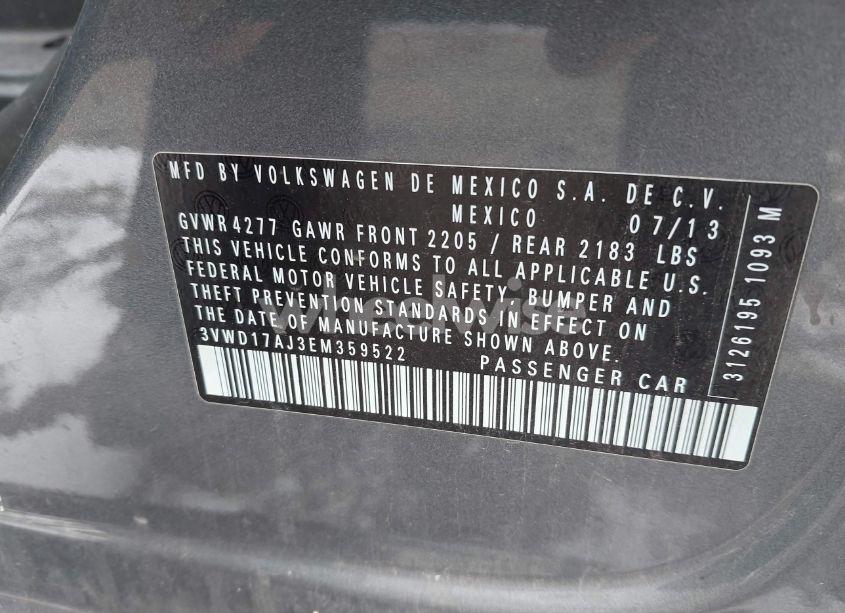 MFD BY VOLKSWAGEN DE MEXICO S.A. DE C.V.
MEXICO 07/13
GVWR4277 GAWR FRONT 2205 / REAR 2183 LBS
THIS VEHICLE CONFORMS TO ALL APPLICABLE U.S.
FEDERAL MOTOR VEHICLE SAFETY, BUMPER AND
THEFT PREVENTION STANDARDS IN EFFECT ON
THE DATE OF MANUFACTURE SHOWN ABOVE.
3VWD17AJ3EM359522 PASSENGER CAR
3126195 1093 M
wheelwise